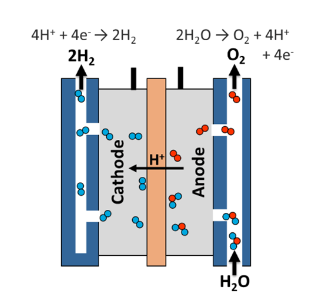 4H⁺ + 4e⁻ → 2H₂
2H₂O → O₂ + 4H⁺
+ 4e⁻
2H₂
O₂
Cathode
H⁺
Anode
H₂O